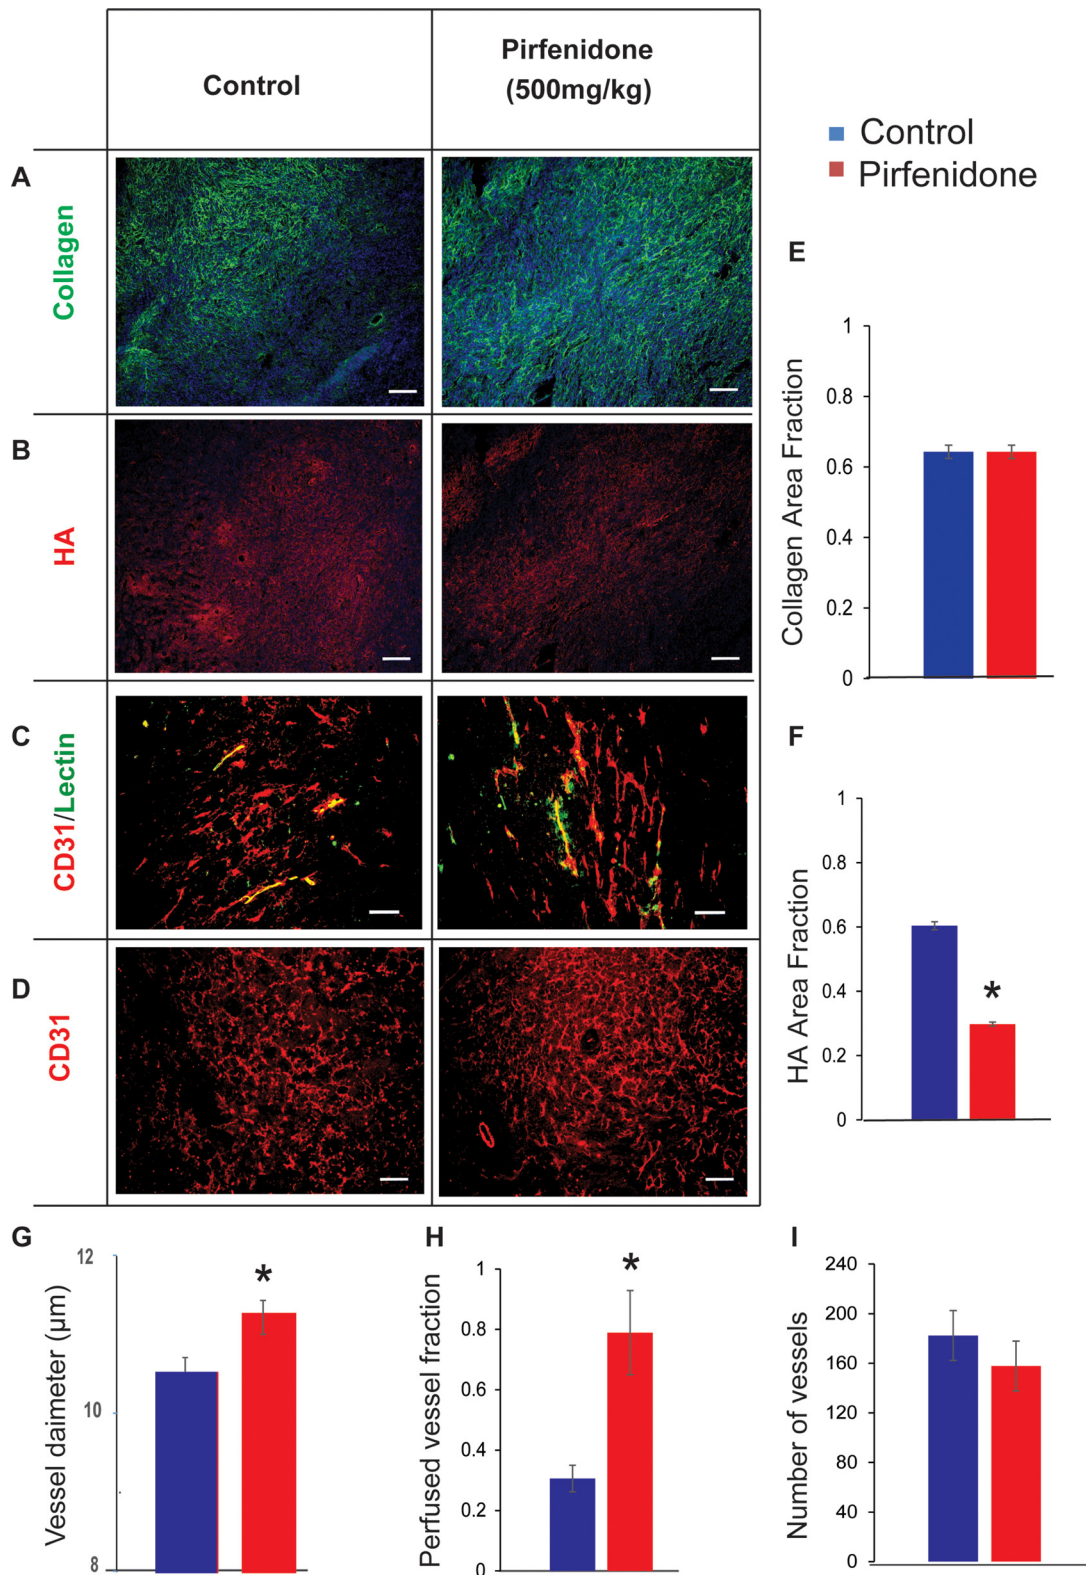 Control
Pirfenidone
(500mg/kg)
Control
Pirfenidone
A
Collagen
B
HA
C
CD31/Lectin
D
CD31
E
Collagen Area Fraction
1
0.8
0.6
0.4
0.2
0
F
HA Area Fraction
1
0.8
0.6
0.4
0.2
0
*
G
Vessel daimeter (µm)
12
10
8
*
H
Perfused vessel fraction
1
0.8
0.6
0.4
0.2
0
*
I
Number of vessels
240
200
160
120
80
40
0